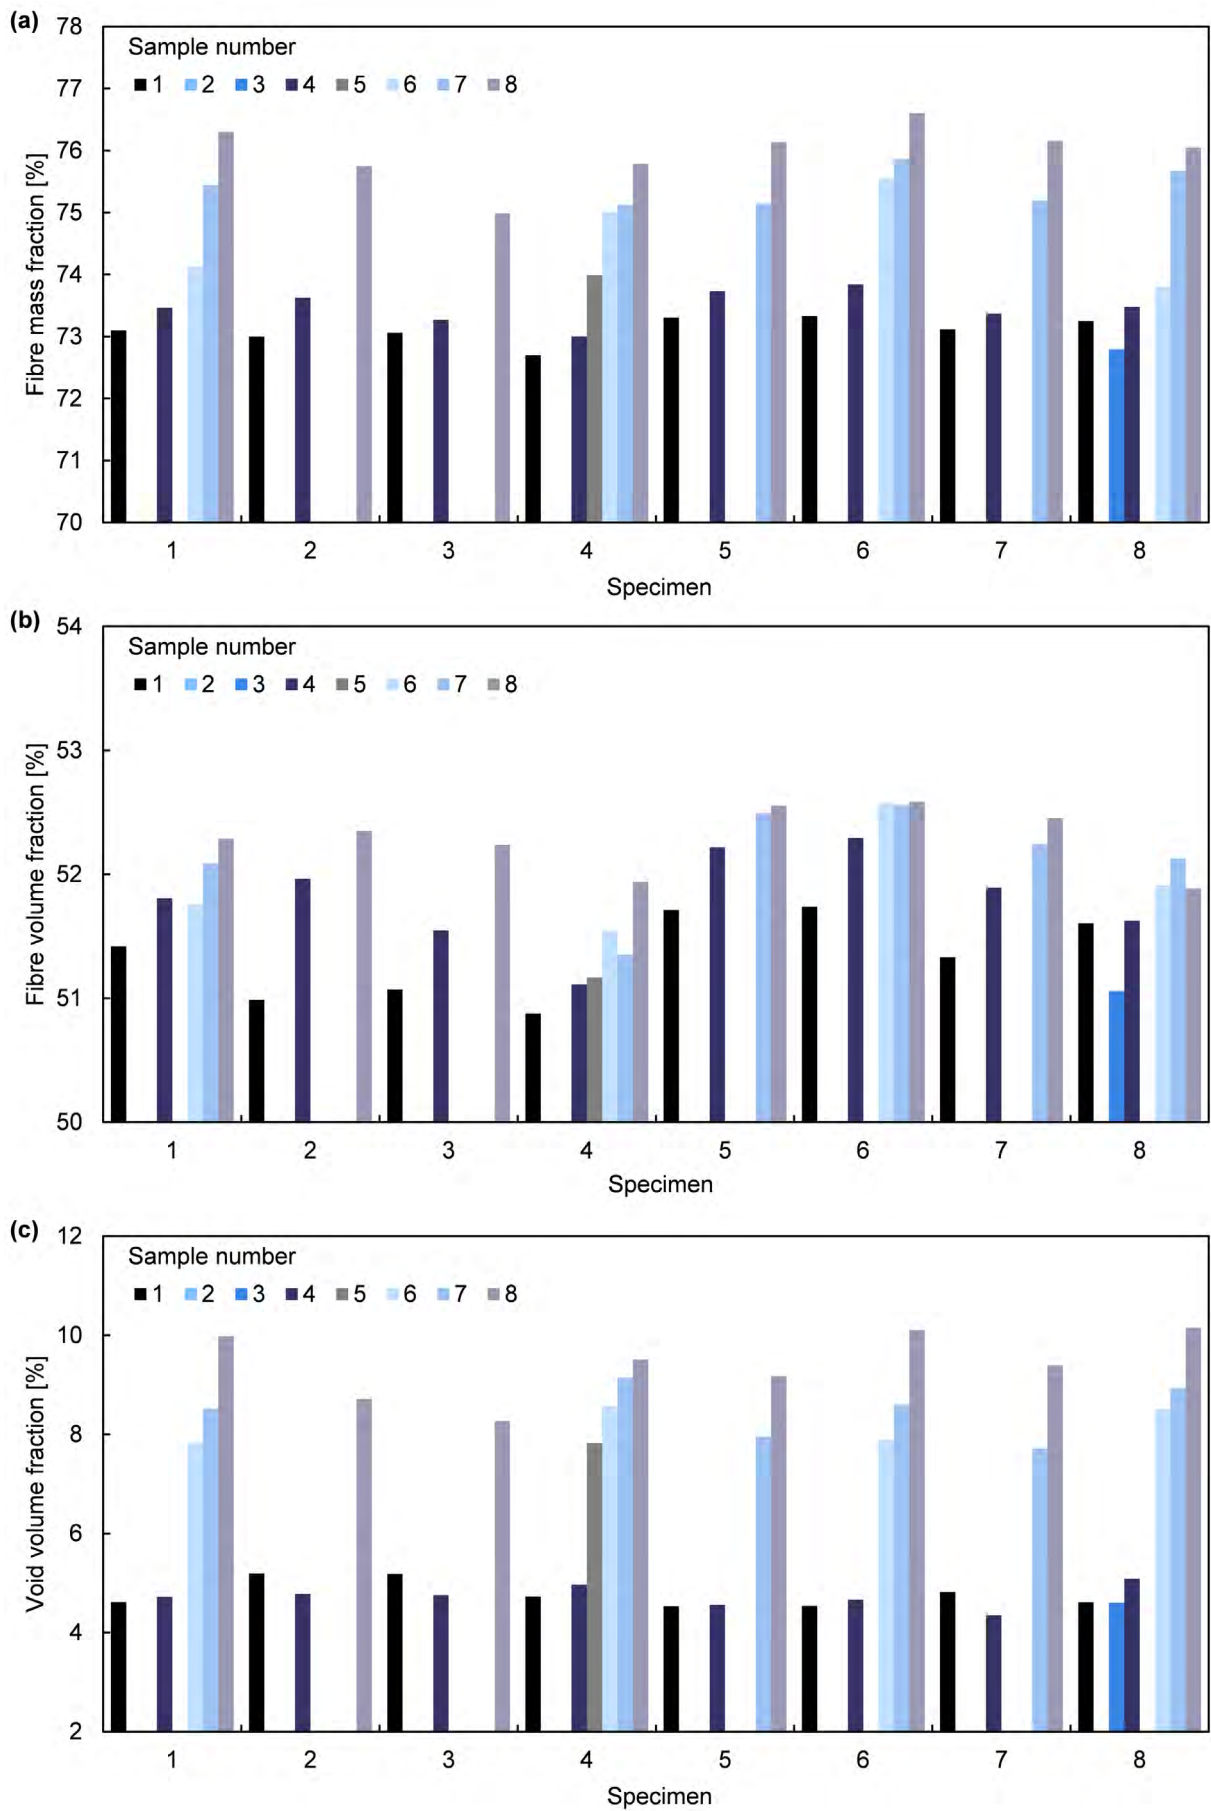 (a)
Fibre mass fraction [%]
78
77
76
75
74
73
72
71
70
Sample number
1 2 3 4 5 6 7 8
1 2 3 4 5 6 7 8
Specimen
(b)
Fibre volume fraction [%]
54
53
52
51
50
Sample number
1 2 3 4 5 6 7 8
1 2 3 4 5 6 7 8
Specimen
(c)
Void volume fraction [%]
12
10
8
6
4
2
Sample number
1 2 3 4 5 6 7 8
1 2 3 4 5 6 7 8
Specimen